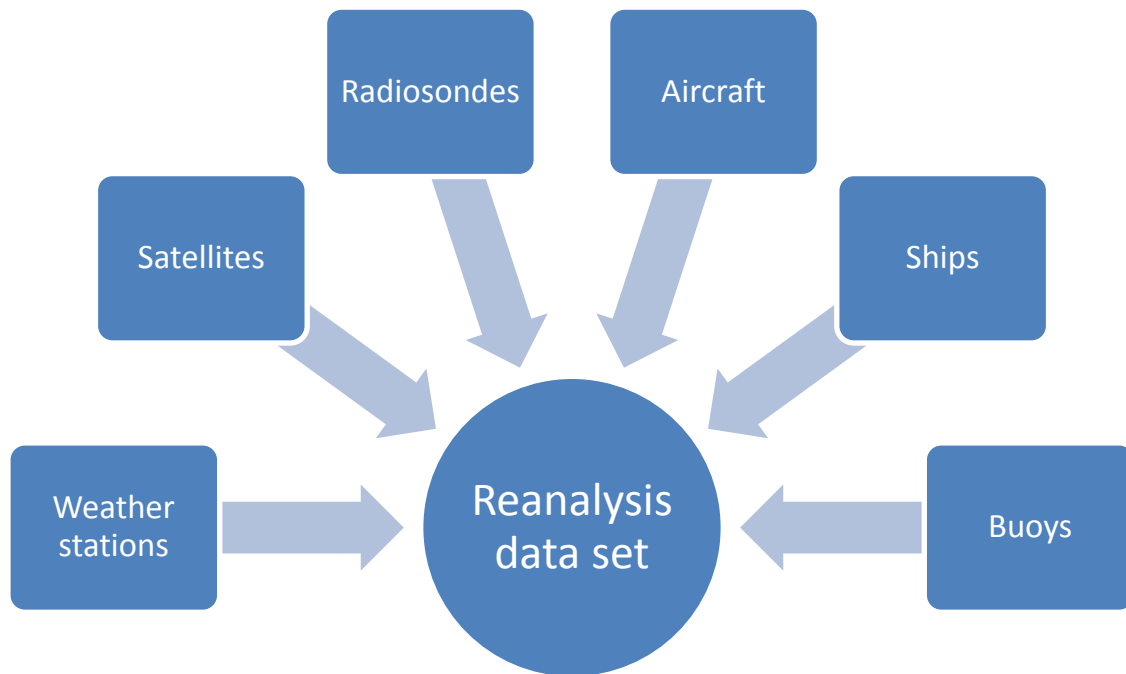 Radiosondes
Aircraft
Satellites
Ships
Weather
stations
Reanalysis
data set
Buoys